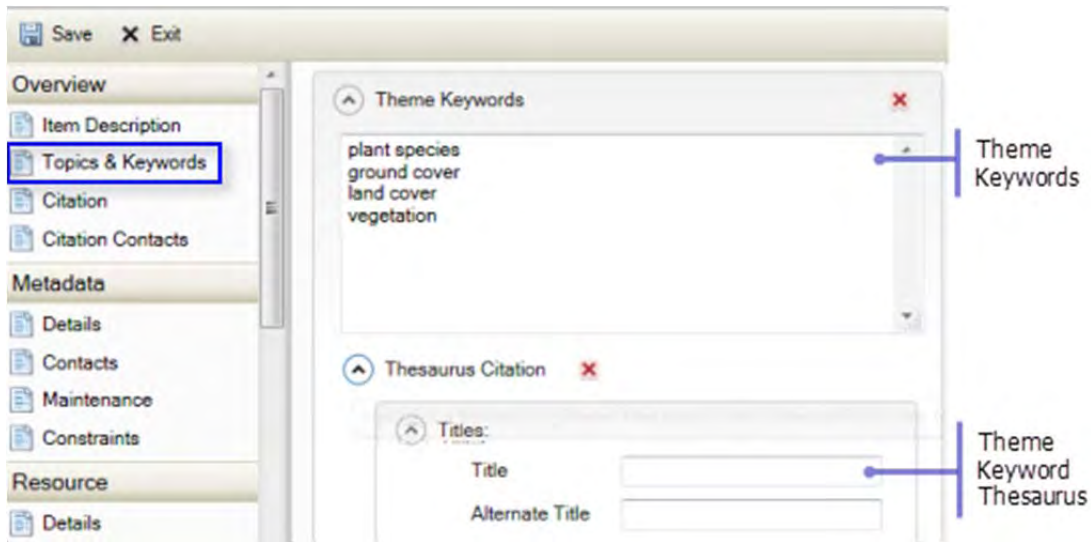 Save Exit
Overview
Item Description
Topics & Keywords
Citation
Citation Contacts
Metadata
Details
Contacts
Maintenance
Constraints
Resource
Details
Theme Keywords
plant species
ground cover
land cover
vegetation
Thesaurus Citation
Titles:
Title
Alternate Title
Theme
Keywords
Theme
Keyword
Thesaurus